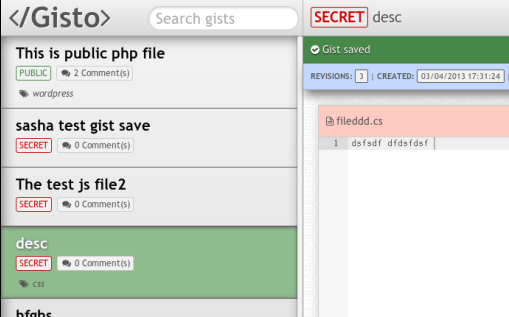 </Gisto>
Search gists
This is public php file
PUBLIC 2 Comment(s)
wordpress
sasha test gist save
SECRET 0 Comment(s)
The test js file2
SECRET 0 Comment(s)
desc
SECRET 0 Comment(s)
css
SECRET desc
Gist saved
REVISIONS: 3 | CREATED: 03/04/2013 17:31:24 |
fileddd.cs
1 dsfsdf dfdsfdsf